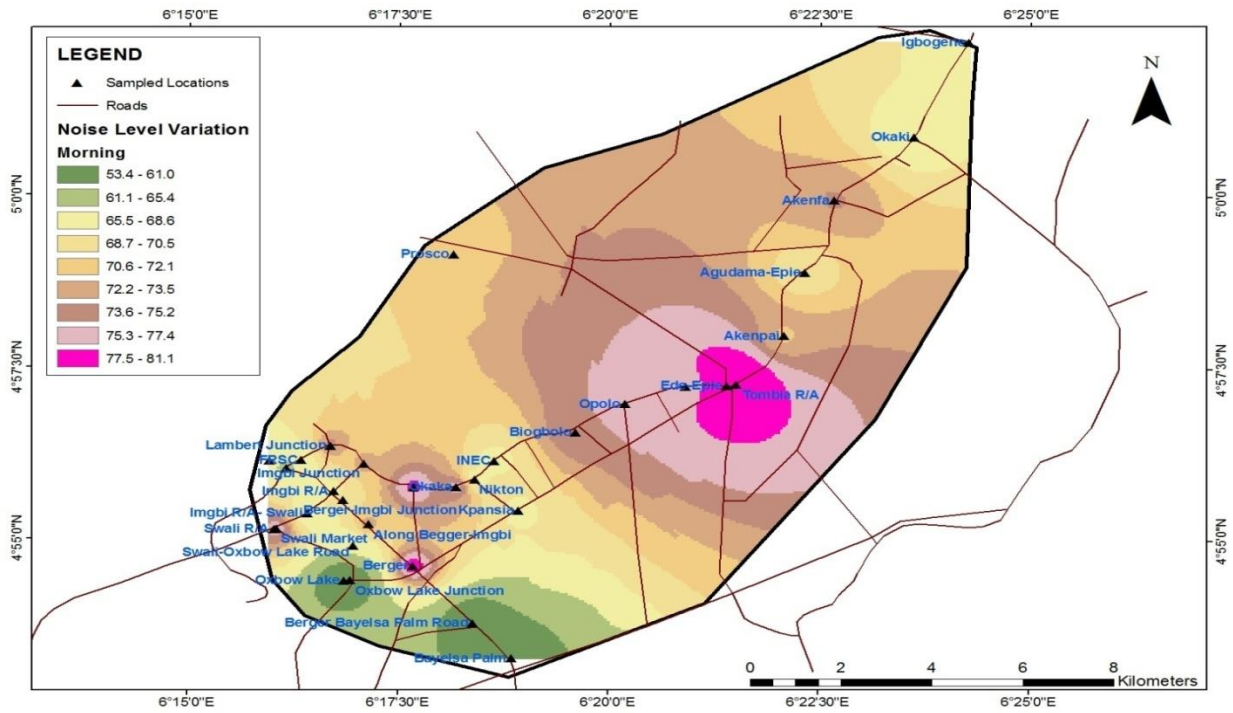 6°15'0"E 6°17'30"E 6°20'0"E 6°22'30"E 6°25'0"E
LEGEND
Sampled Locations
Roads
Noise Level Variation
Morning
53.4 - 61.0
61.1 - 65.4
65.5 - 68.6
68.7 - 70.5
70.6 - 72.1
72.2 - 73.5
73.6 - 75.2
75.3 - 77.4
77.5 - 81.1
N
Igbogene
Okaki
5°0'0"N
Akenfa
5°0'0"N
Prosco
Agudama-Epie
Akenpai
4°57'30"N
4°57'30"N
Ede Epie
Tombia R/A
Opolo
Biogbolo
Lambert Junction
FRSC
INEC
Imgbi Junction
Okaka
Nikton
Imgbi R/A
Berger-Imgbi Junction
Kpansia
Imgbi R/A- Swali
Swali R/A
Along Begger-Imgbi
Swali Market
4°55'0"N
4°55'0"N
Swali-Oxbow Lake Road
Berger
Oxbow Lake
Oxbow Lake Junction
Berger Bayelsa Palm Road
Bayelsa Palm
0 2 4 6 8
Kilometers
6°15'0"E 6°17'30"E 6°20'0"E 6°22'30"E 6°25'0"E